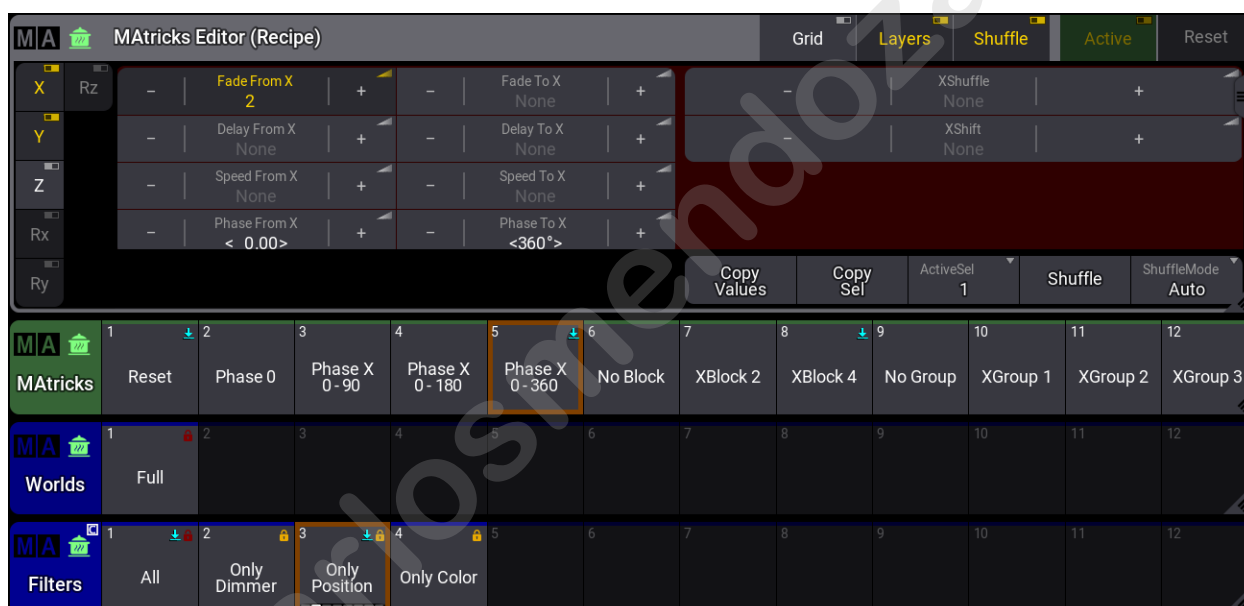 MA MAtricks Editor (Recipe) Grid Layers Shuffle Active Reset
X Rz
- Fade From X + - Fade To X + - XShuffle +
2 None None
Y
- Delay From X + - Delay To X + - XShift +
None None None
Z
- Speed From X + - Speed To X +
None None
Rx
- Phase From X + - Phase To X +
< 0.00> <360°>
Ry
Copy Values Copy Sel ActiveSel 1 Shuffle ShuffleMode Auto
MA MAtricks
1 Reset
2 Phase 0
3 Phase X 0 - 90
4 Phase X 0 - 180
5 Phase X 0 - 360
6 No Block
7 XBlock 2
8 XBlock 4
9 No Group
10 XGroup 1
11 XGroup 2
12 XGroup 3
MA Worlds
1 Full
2 3 4 5 6 7 8 9 10 11 12
MA Filters
1 All
2 Only Dimmer
3 Only Position
4 Only Color
5 6 7 8 9 10 11 12
rlosmendoza